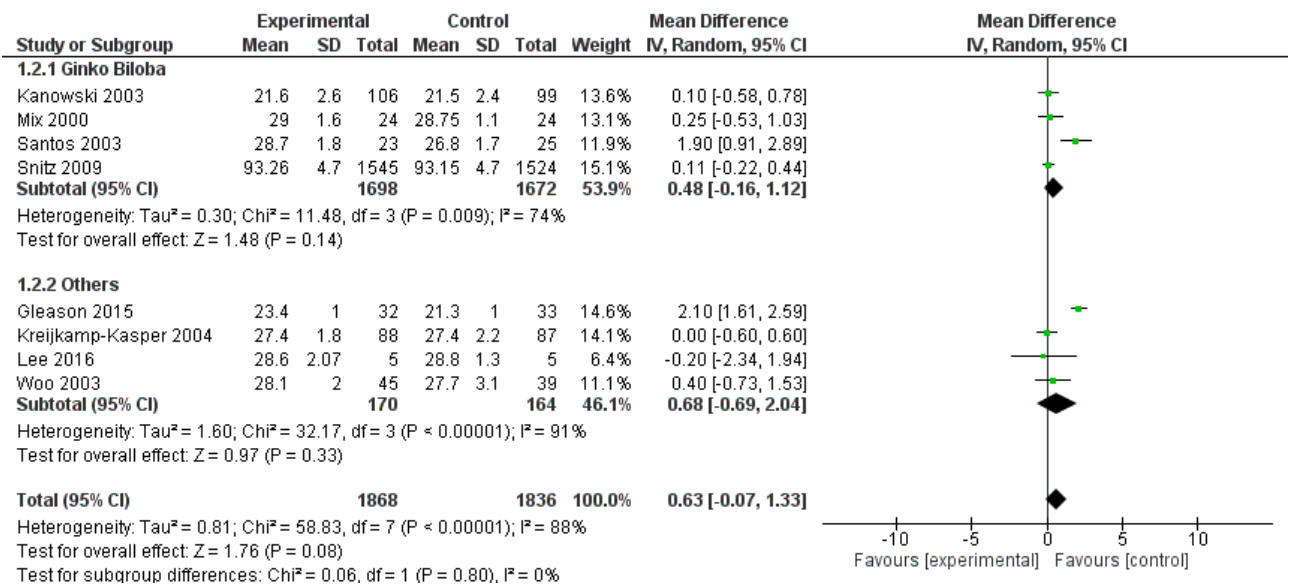 Experimental Control Mean Difference Mean Difference
Study or Subgroup Mean SD Total Mean SD Total Weight IV, Random, 95% CI IV, Random, 95% CI
1.2.1 Ginko Biloba
Kanowski 2003 21.6 2.6 106 21.5 2.4 99 13.6% 0.10 [-0.58, 0.78]
Mix 2000 29 1.6 24 28.75 1.1 24 13.1% 0.25 [-0.53, 1.03]
Santos 2003 28.7 1.8 23 26.8 1.7 25 11.9% 1.90 [0.91, 2.89]
Snitz 2009 93.26 4.7 1545 93.15 4.7 1524 15.1% 0.11 [-0.22, 0.44]
Subtotal (95% CI) 1698 1672 53.9% 0.48 [-0.16, 1.12]
Heterogeneity: Tau² = 0.30; Chi² = 11.48, df = 3 (P = 0.009); I² = 74%
Test for overall effect: Z = 1.48 (P = 0.14)
1.2.2 Others
Gleason 2015 23.4 1 32 21.3 1 33 14.6% 2.10 [1.61, 2.59]
Kreijkamp-Kasper 2004 27.4 1.8 88 27.4 2.2 87 14.1% 0.00 [-0.60, 0.60]
Lee 2016 28.6 2.07 5 28.8 1.3 5 6.4% -0.20 [-2.34, 1.94]
Woo 2003 28.1 2 45 27.7 3.1 39 11.1% 0.40 [-0.73, 1.53]
Subtotal (95% CI) 170 164 46.1% 0.68 [-0.69, 2.04]
Heterogeneity: Tau² = 1.60; Chi² = 32.17, df = 3 (P < 0.00001); I² = 91%
Test for overall effect: Z = 0.97 (P = 0.33)
Total (95% CI) 1868 1836 100.0% 0.63 [-0.07, 1.33]
Heterogeneity: Tau² = 0.81; Chi² = 58.83, df = 7 (P < 0.00001); I² = 88%
Test for overall effect: Z = 1.76 (P = 0.08)
Test for subgroup differences: Chi² = 0.06, df = 1 (P = 0.80), I² = 0%
-10 -5 0 5 10
Favours [experimental] Favours [control]